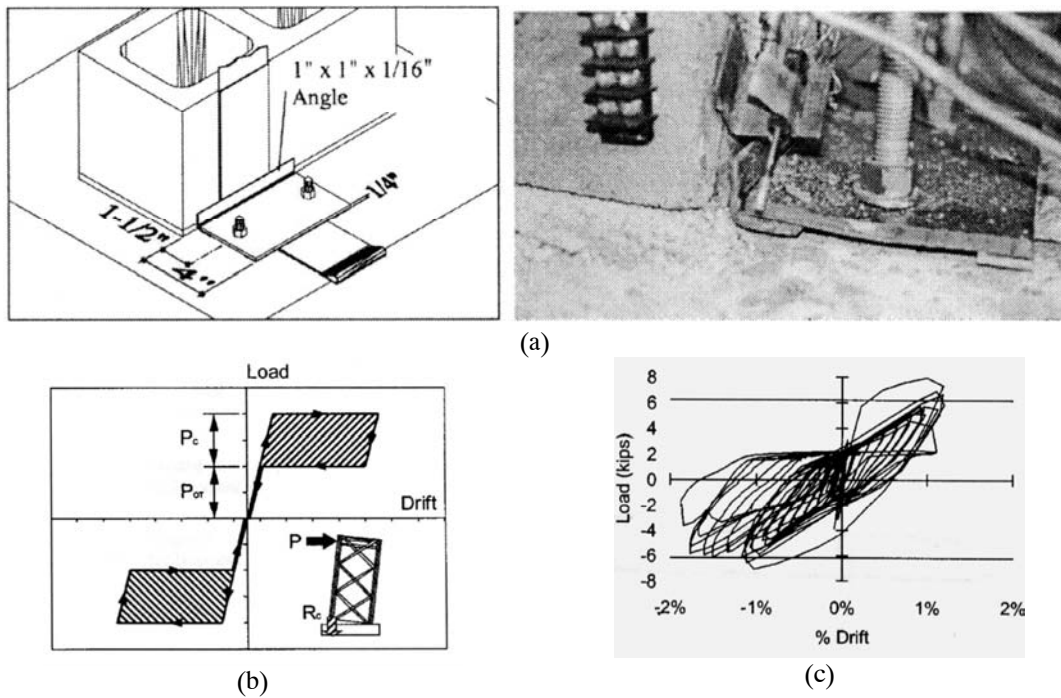 1" x 1" x 1/16"
Angle
1/4"
1-1/2"
4"
(a)
Load
Pc
POT
Drift
P
Rc
(b)
8
6
4
2
0
-2
-4
-6
-8
Load (kips)
-2% -1% 0% 1% 2%
% Drift
(c)